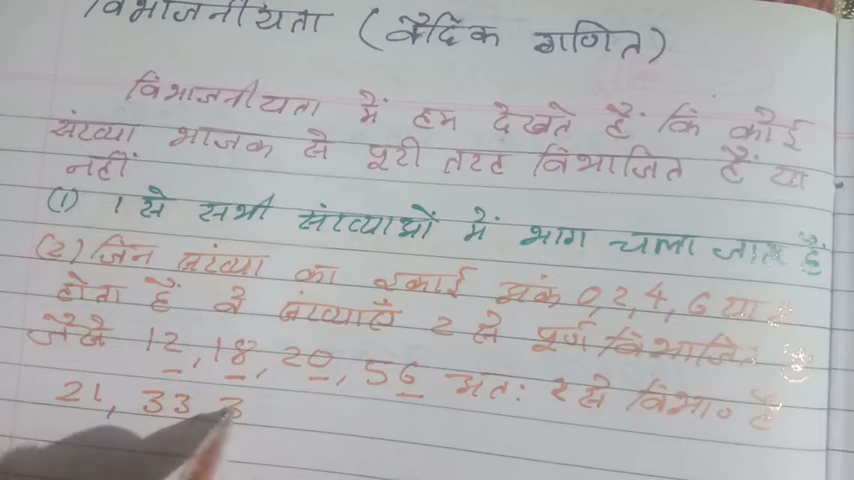 विभाजनीयता (वैदिक गणित)
विभाजनीयता में हम देखते हैं कि कोई
संख्या भाजक से पूरी तरह विभाजित हैं या
नहीं
(1) 1 से सभी संख्याओं में भाग चला जाता है
(2) जिन संख्या का इकाई अंक 0, 2, 4, 6 या
होता हैं वे संख्याएँ 2 से पूर्ण
जैसे 12, 18, 20, 56 अतः 2 से विभा० है
21, 33 3